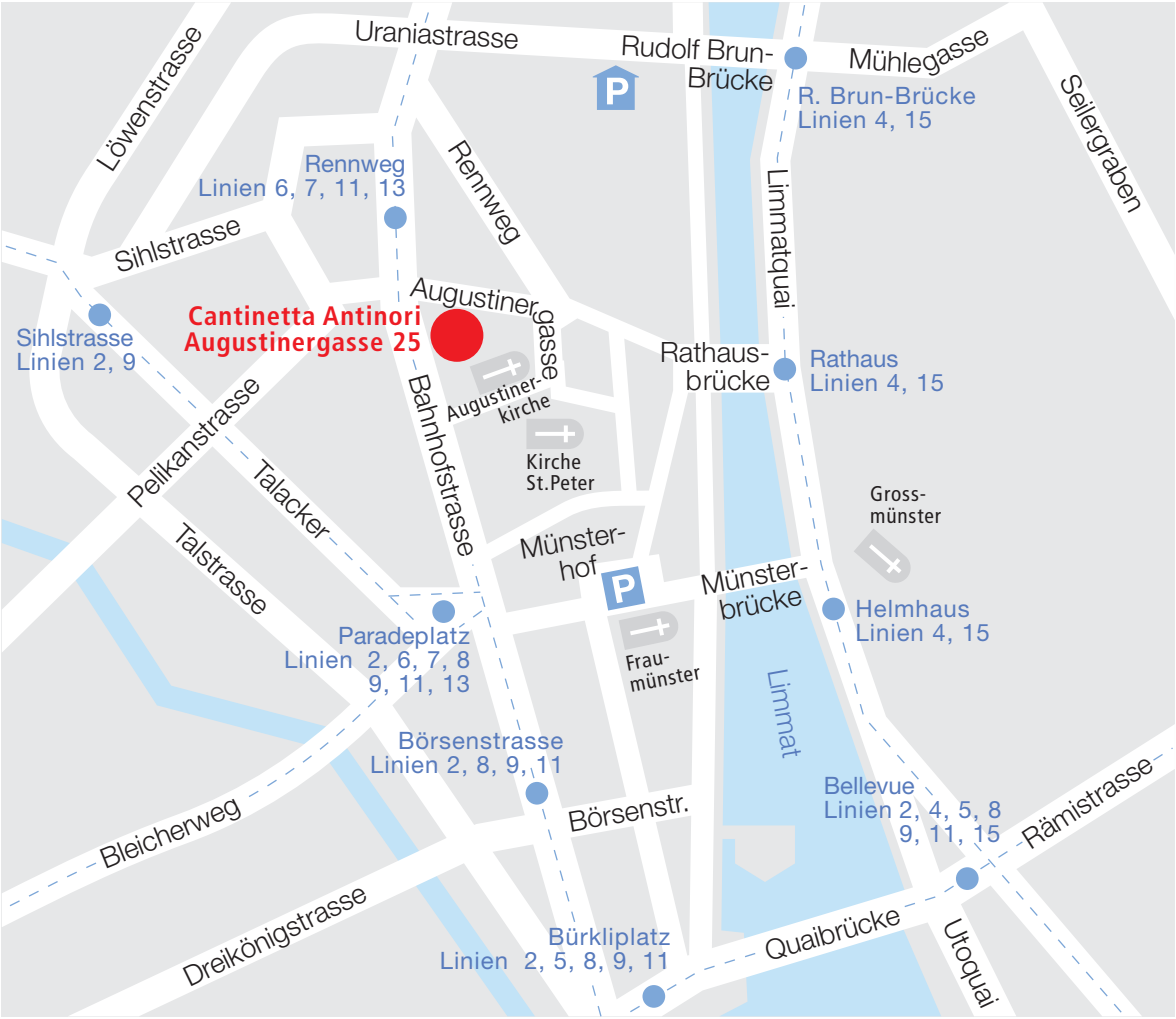 Uraniastrasse
Rudolf Brun-
Brücke
Mühlegasse
Löwenstrasse
P
R. Brun-Brücke
Linien 4, 15
Seilergraben
Rennweg
Linien 6, 7, 11, 13
Rennweg
Limmatquai
Sihlstrasse
Augustinergasse
Cantinetta Antinori
Augustinergasse 25
Sihlstrasse
Linien 2, 9
Rathaus-
brücke
Rathaus
Linien 4, 15
Augustiner-
kirche
Bahnhofstrasse
Pelikanstrasse
Kirche
St.Peter
Talacker
Gross-
münster
Talstrasse
Münster-
hof
P
Münster-
brücke
Helmhaus
Linien 4, 15
Paradeplatz
Linien 2, 6, 7, 8
9, 11, 13
Frau-
münster
Limmat
Börsenstrasse
Linien 2, 8, 9, 11
Bellevue
Linien 2, 4, 5, 8
9, 11, 15
Rämistrasse
Börsenstr.
Bleicherweg
Dreikönigstrasse
Bürkliplatz
Linien 2, 5, 8, 9, 11
Quaibrücke
Utoquai